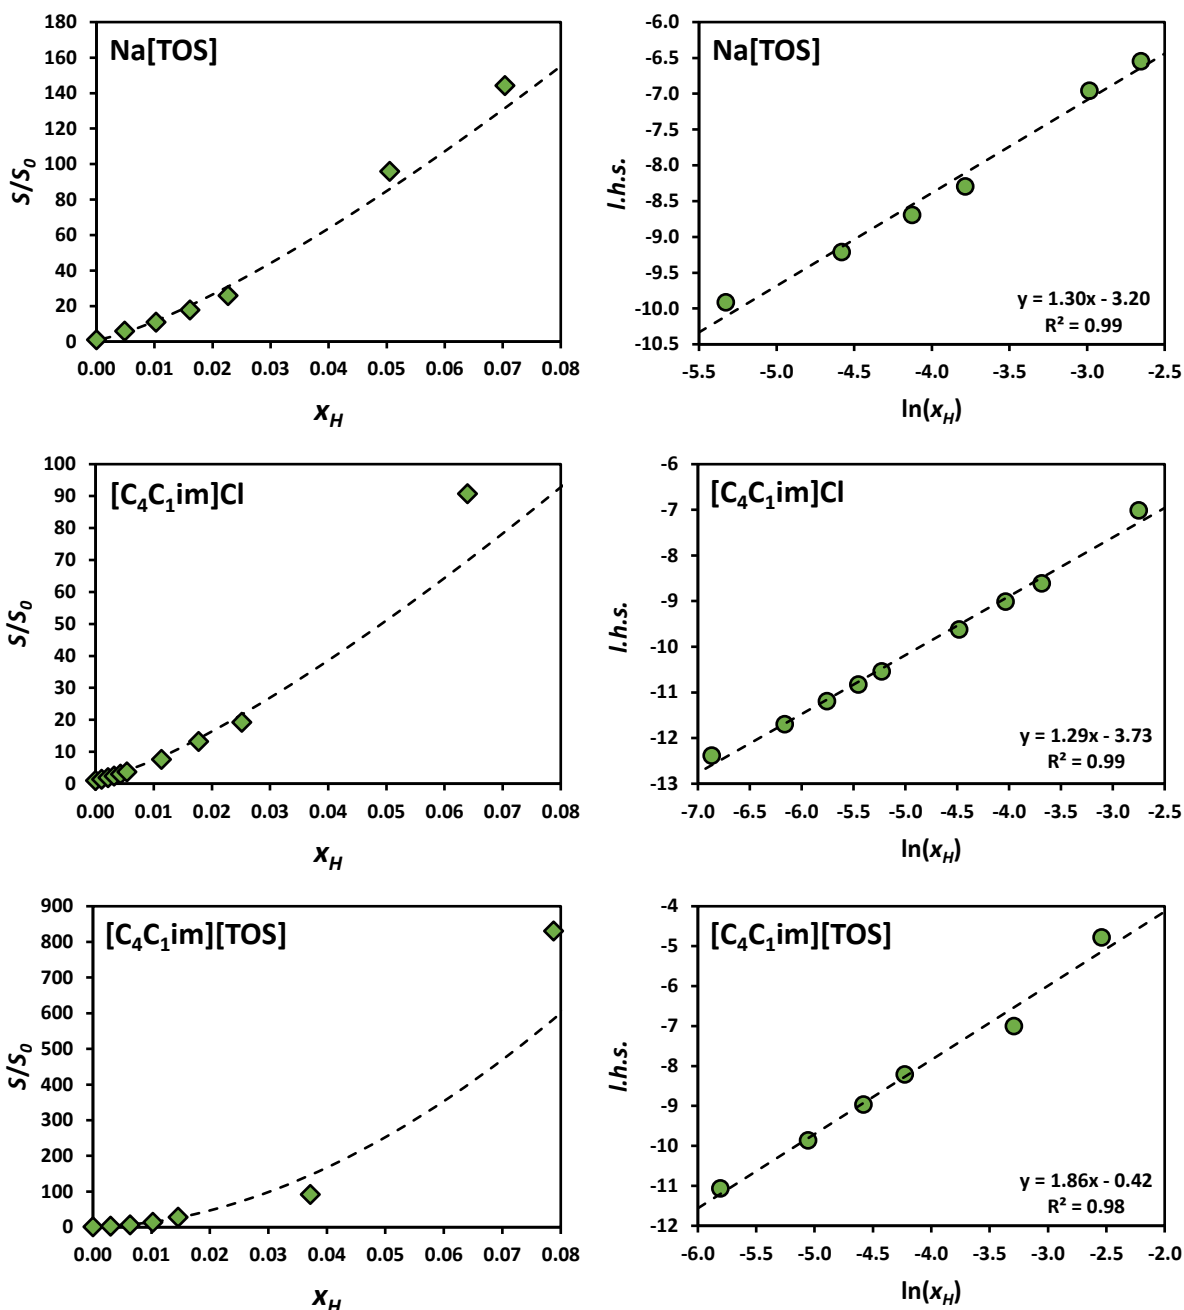 Na[TOS]
S/S0
180
160
140
120
100
80
60
40
20
0
0.00 0.01 0.02 0.03 0.04 0.05 0.06 0.07 0.08
xH
Na[TOS]
l.h.s.
-6.0
-6.5
-7.0
-7.5
-8.0
-8.5
-9.0
-9.5
-10.0
-10.5
y = 1.30x - 3.20
R² = 0.99
-5.5 -5.0 -4.5 -4.0 -3.5 -3.0 -2.5
ln(xH)
[C4C1im]Cl
S/S0
100
90
80
70
60
50
40
30
20
10
0
0.00 0.01 0.02 0.03 0.04 0.05 0.06 0.07 0.08
xH
[C4C1im]Cl
l.h.s.
-6
-7
-8
-9
-10
-11
-12
-13
y = 1.29x - 3.73
R² = 0.99
-7.0 -6.5 -6.0 -5.5 -5.0 -4.5 -4.0 -3.5 -3.0 -2.5
ln(xH)
[C4C1im][TOS]
S/S0
900
800
700
600
500
400
300
200
100
0
0.00 0.01 0.02 0.03 0.04 0.05 0.06 0.07 0.08
xH
[C4C1im][TOS]
l.h.s.
-4
-5
-6
-7
-8
-9
-10
-11
-12
y = 1.86x - 0.42
R² = 0.98
-6.0 -5.5 -5.0 -4.5 -4.0 -3.5 -3.0 -2.5 -2.0
ln(xH)